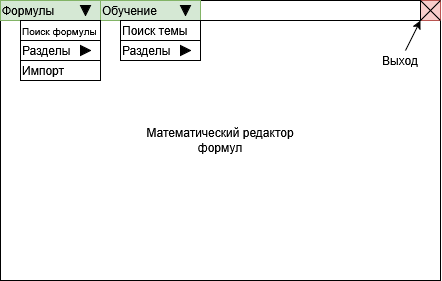 Формулы
Обучение
Поиск формулы
Разделы
Импорт
Поиск темы
Разделы
Выход
Математический редактор
формул